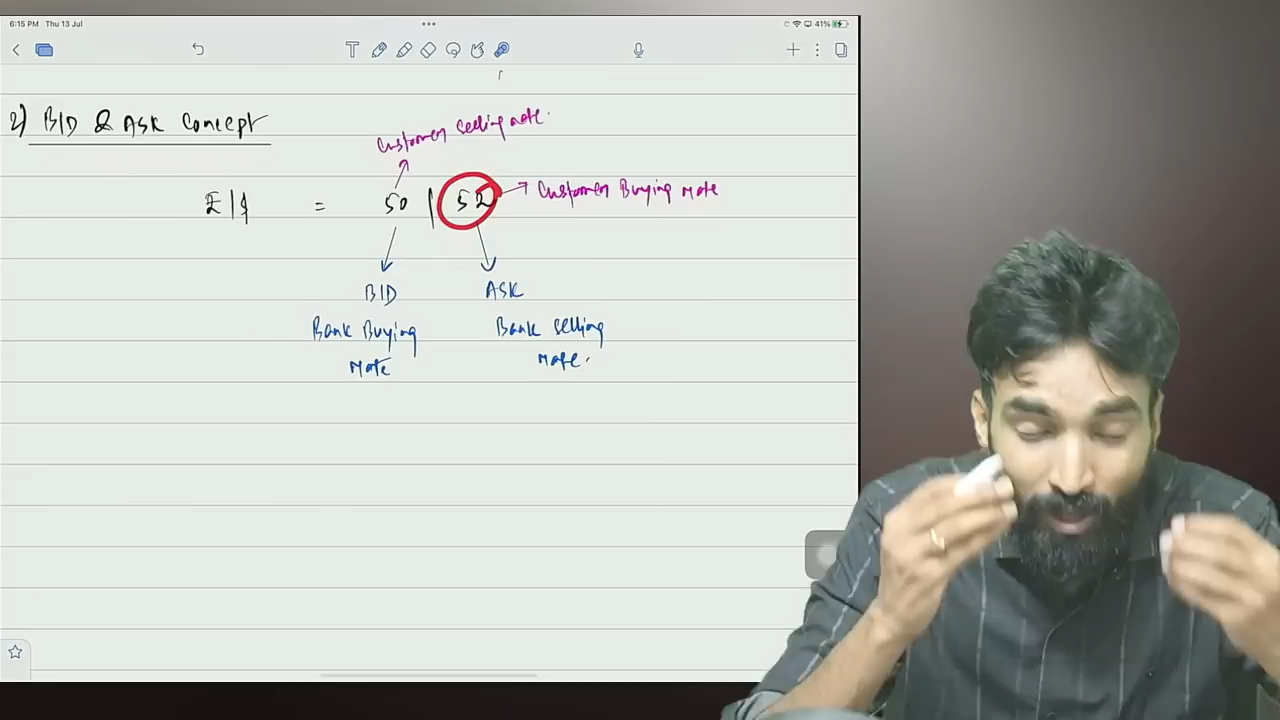 6:15 PM Thu 13 Jul
41%
2) BID & ASK Concept
Customer Selling rate.
₹|$ = 50 | 52
Customer Buying rate
BID ASK
Bank Buying rate
Bank Selling rate.